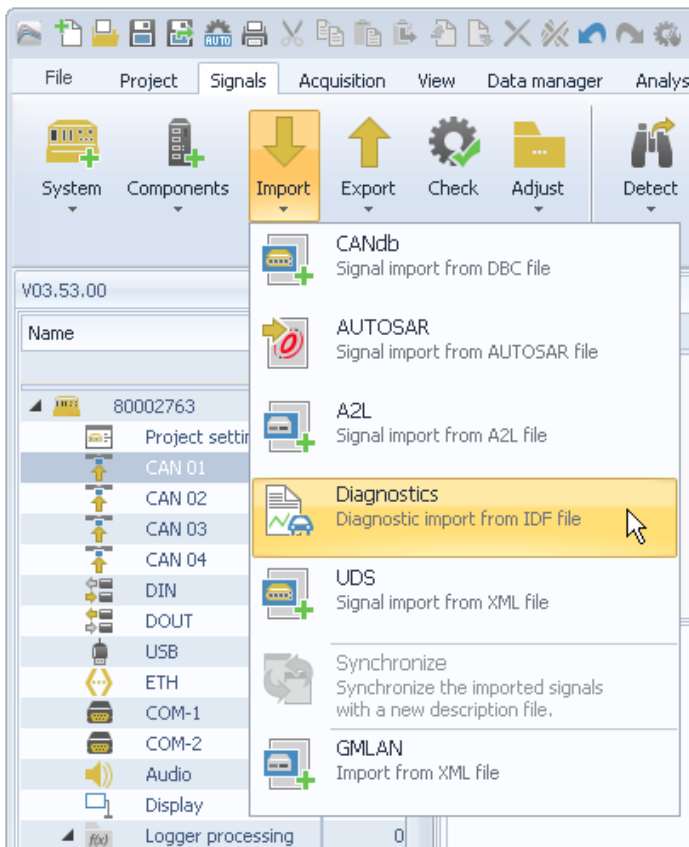 AUTO
File Project Signals Acquisition View Data manager Analys
System Components Import Export Check Adjust Detect
V03.53.00
Name
80002763
Project settin
CAN 01
CAN 02
CAN 03
CAN 04
DIN
DOUT
USB
ETH
COM-1
COM-2
Audio
Display
f(x) Logger processing 0
CANdb
Signal import from DBC file
AUTOSAR
Signal import from AUTOSAR file
A2L
Signal import from A2L file
Diagnostics
Diagnostic import from IDF file
UDS
Signal import from XML file
Synchronize
Synchronize the imported signals
with a new description file.
GMLAN
Import from XML file